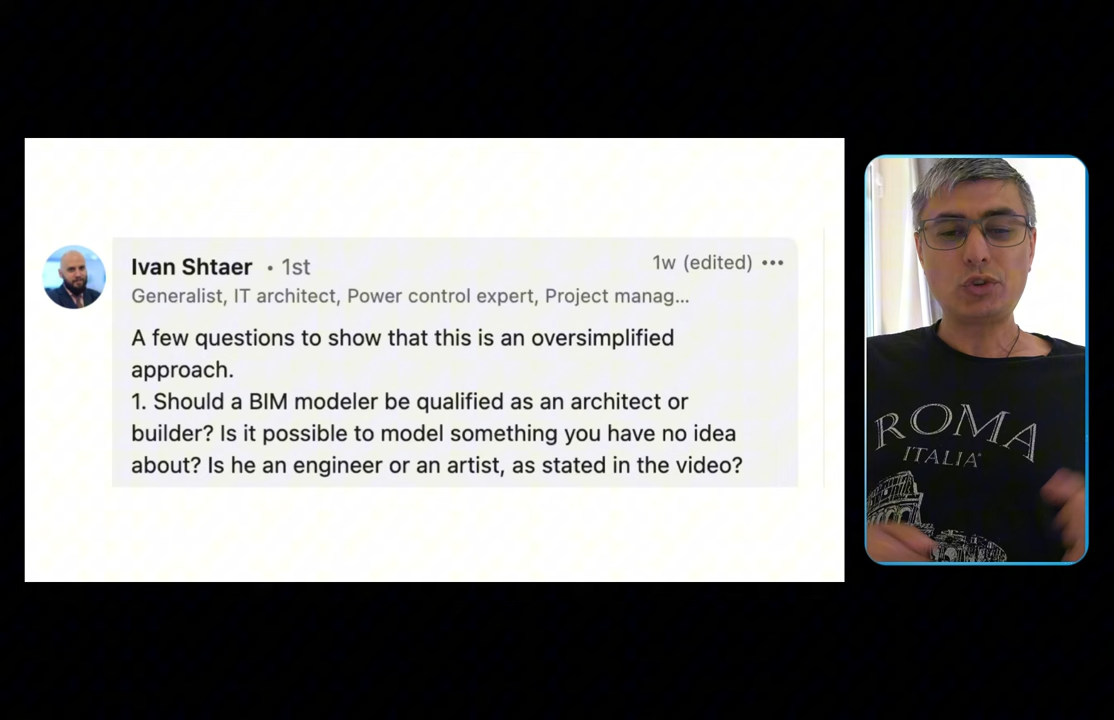 Ivan Shtaer • 1st
1w (edited) •••
Generalist, IT architect, Power control expert, Project manag...
A few questions to show that this is an oversimplified
approach.
1. Should a BIM modeler be qualified as an architect or
builder? Is it possible to model something you have no idea
about? Is he an engineer or an artist, as stated in the video?
ROMA
ITALIA